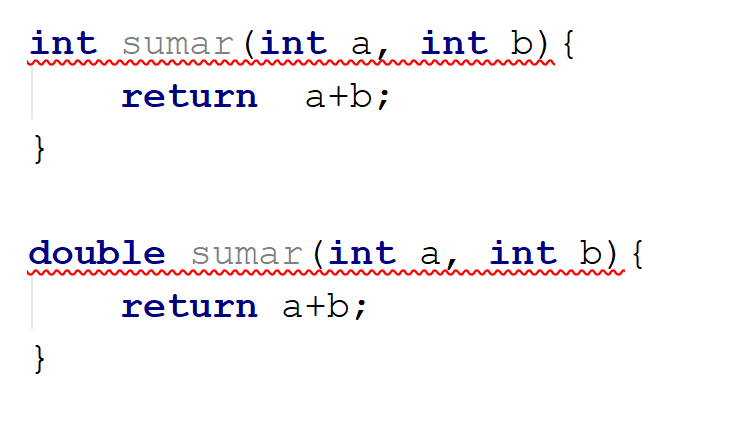 int sumar(int a, int b){
return  a+b;
}
double sumar(int a, int b){
return a+b;
}